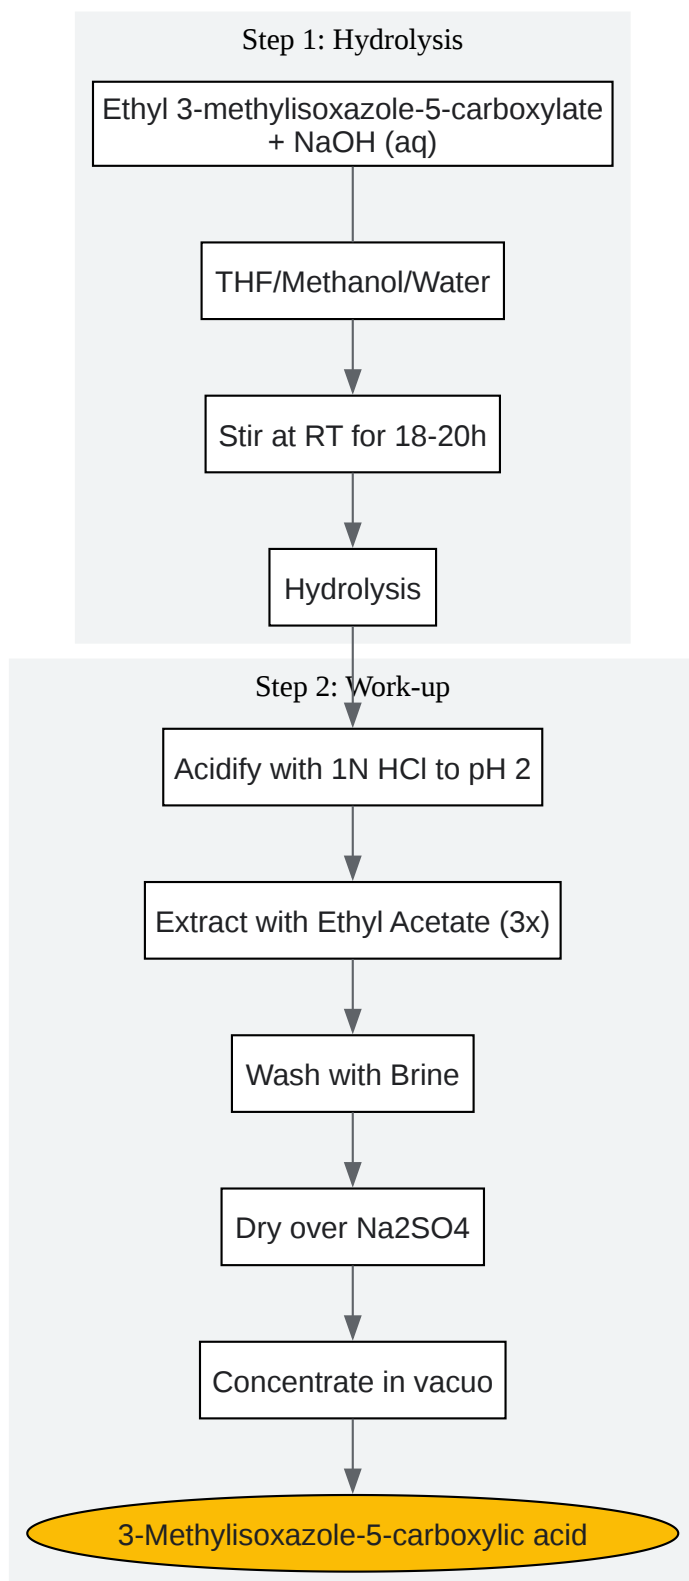 Step 1: Hydrolysis
Ethyl 3-methylisoxazole-5-carboxylate
+ NaOH (aq)
THF/Methanol/Water
Stir at RT for 18-20h
Hydrolysis
Step 2: Work-up
Acidify with 1N HCl to pH 2
Extract with Ethyl Acetate (3x)
Wash with Brine
Dry over Na2SO4
Concentrate in vacuo
3-Methylisoxazole-5-carboxylic acid